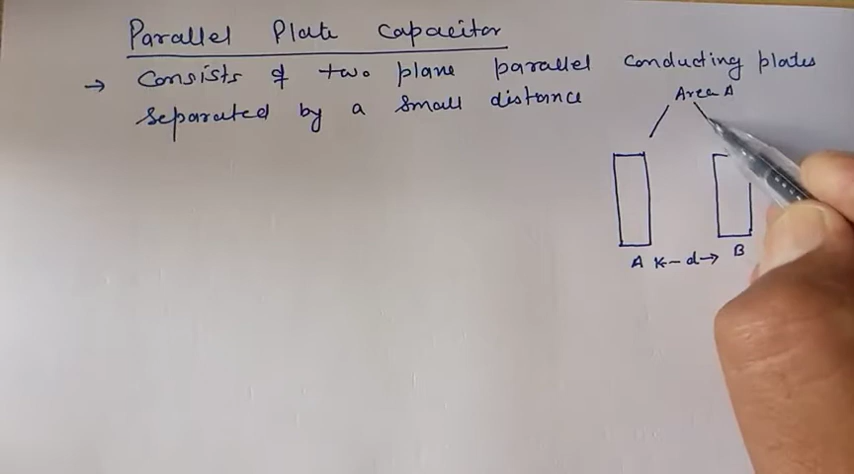 Parallel Plate Capacitor
→ Consists of two plane parallel conducting plates
separated by a small distance
Area A
A ← d → B